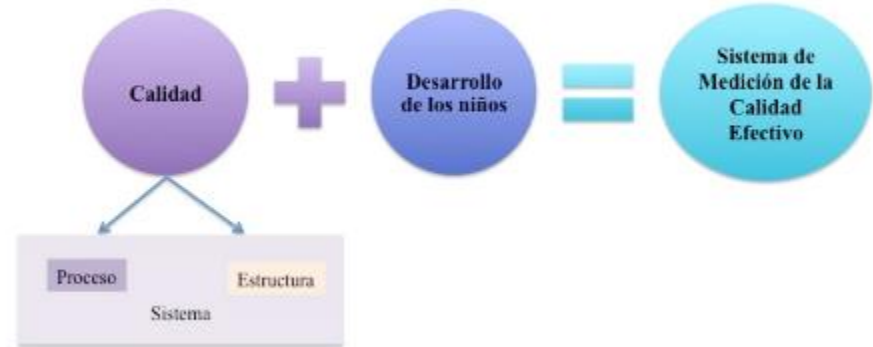 Calidad
Desarrollo
de los niños
Sistema de
Medición de la
Calidad
Efectivo
Proceso
Estructura
Sistema